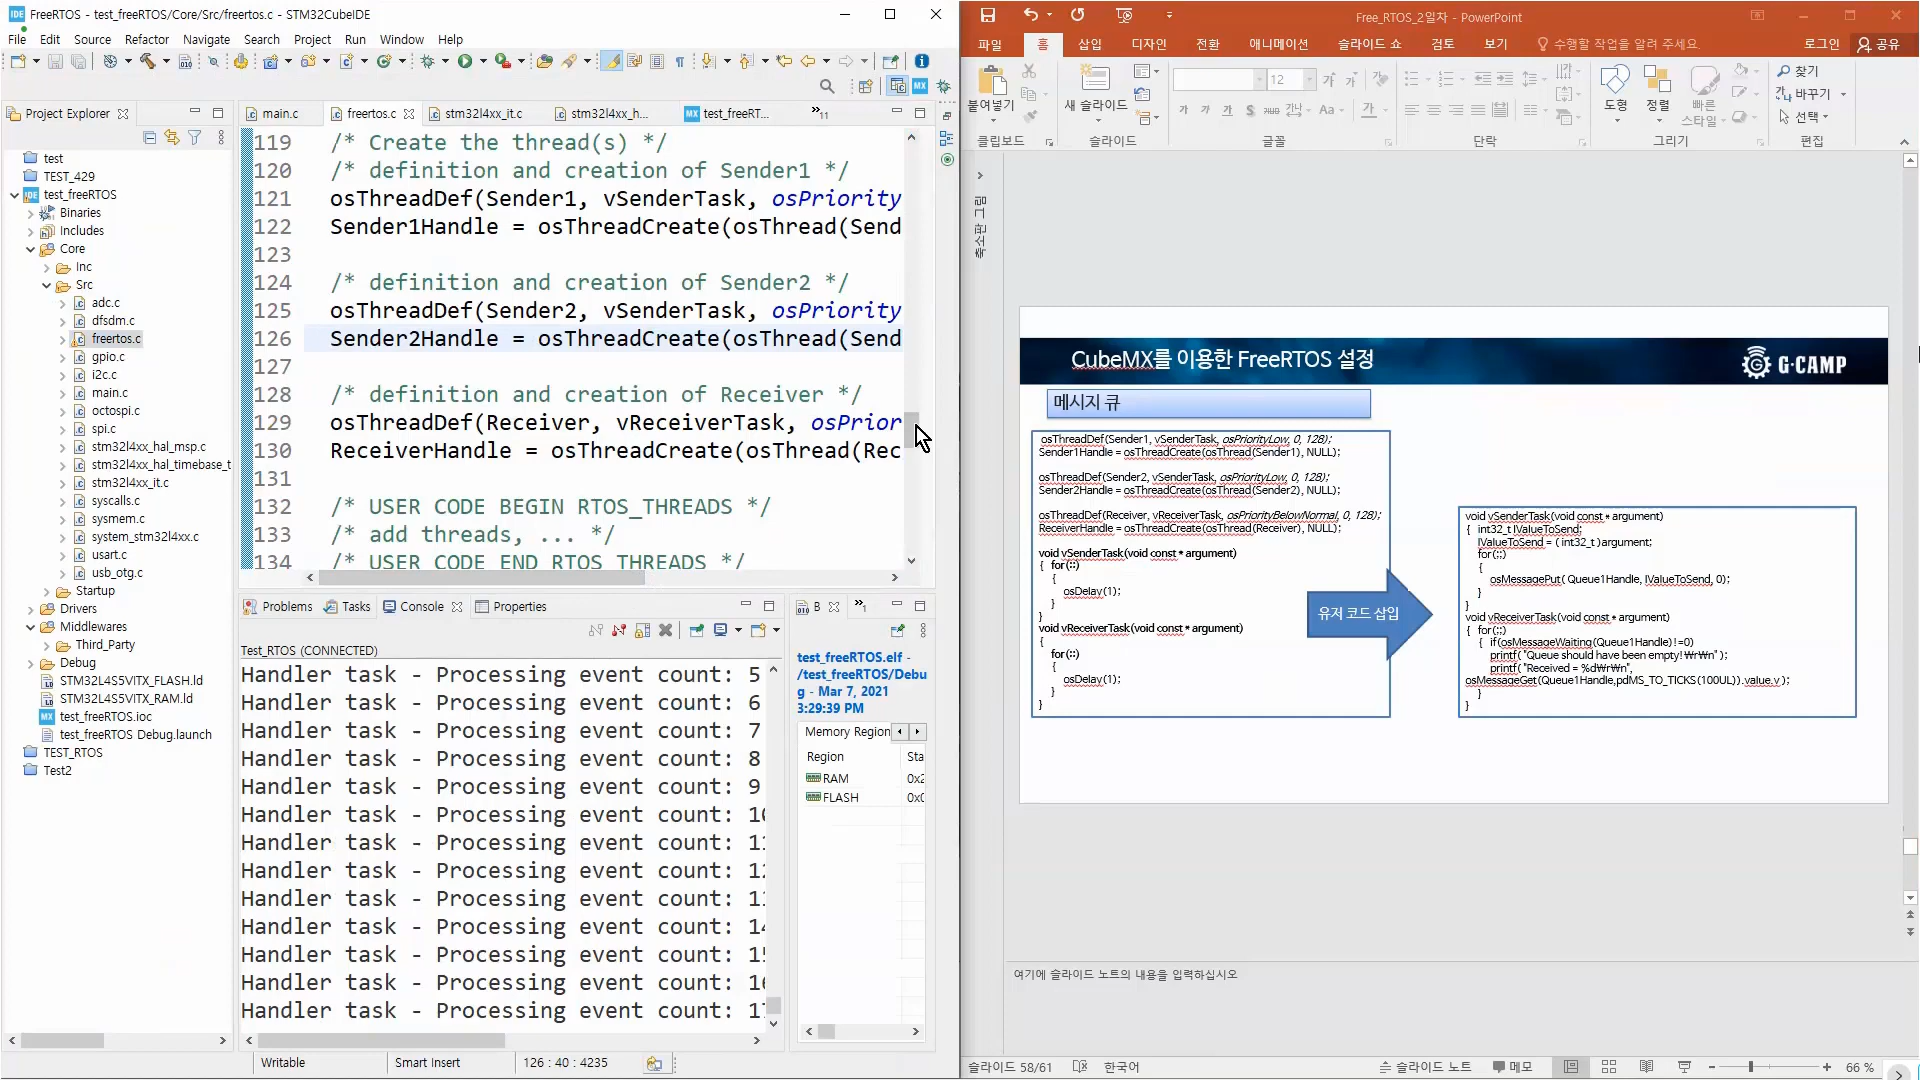 FreeRTOS - test_freeRTOS/Core/Src/freertos.c - STM32CubeIDE
File Edit Source Refactor Navigate Search Project Run Window Help
Project Explorer
test
TEST_429
test_freeRTOS
Binaries
Includes
Core
Inc
Src
adc.c
dfsdm.c
freertos.c
gpio.c
i2c.c
main.c
octospi.c
spi.c
stm32l4xx_hal_msp.c
stm32l4xx_hal_timebase_t
stm32l4xx_it.c
syscalls.c
sysmem.c
system_stm32l4xx.c
usart.c
usb_otg.c
Startup
Drivers
Middlewares
Third_Party
Debug
STM32L4S5VITX_FLASH.ld
STM32L4S5VITX_RAM.ld
test_freeRTOS.ioc
test_freeRTOS Debug.launch
TEST_RTOS
Test2
main.c freertos.c stm32l4xx_it.c stm32l4xx_h... test_freeRT... »11
119 /* Create the thread(s) */
120 /* definition and creation of Sender1 */
121 osThreadDef(Sender1, vSenderTask, osPriority
122 Sender1Handle = osThreadCreate(osThread(Send
123
124 /* definition and creation of Sender2 */
125 osThreadDef(Sender2, vSenderTask, osPriority
126 Sender2Handle = osThreadCreate(osThread(Send
127
128 /* definition and creation of Receiver */
129 osThreadDef(Receiver, vReceiverTask, osPrior
130 ReceiverHandle = osThreadCreate(osThread(Rec
131
132 /* USER CODE BEGIN RTOS_THREADS */
133 /* add threads, ... */
134 /* USER CODE END RTOS_THREADS */
Problems Tasks Console Properties
Test_RTOS (CONNECTED)
Handler task - Processing event count: 5
Handler task - Processing event count: 6
Handler task - Processing event count: 7
Handler task - Processing event count: 8
Handler task - Processing event count: 9
Handler task - Processing event count: 10
Handler task - Processing event count: 11
Handler task - Processing event count: 12
Handler task - Processing event count: 13
Handler task - Processing event count: 14
Handler task - Processing event count: 15
Handler task - Processing event count: 16
Handler task - Processing event count: 17
B »1
test_freeRTOS.elf -
/test_freeRTOS/Debu
g - Mar 7, 2021
3:29:39 PM
Memory Region
Region Sta
RAM 0x2
FLASH 0x0
Writable Smart Insert 126 : 40 : 4235
Free_RTOS_2일차 - PowerPoint
파일 홈 삽입 디자인 전환 애니메이션 슬라이드 쇼 검토 보기 수행할 작업을 알려 주세요. 로그인 공유
붙여넣기 새 슬라이드 12 도형 정렬 빠른 스타일 찾기 바꾸기 선택
클립보드 슬라이드 글꼴 단락 그리기 편집
축소판 그림
CubeMX를 이용한 FreeRTOS 설정
G·CAMP
메시지 큐
osThreadDef(Sender1, vSenderTask, osPriorityLow, 0, 128);
Sender1Handle = osThreadCreate(osThread(Sender1), NULL);
osThreadDef(Sender2, vSenderTask, osPriorityLow, 0, 128);
Sender2Handle = osThreadCreate(osThread(Sender2), NULL);
osThreadDef(Receiver, vReceiverTask, osPriorityBelowNormal, 0, 128);
ReceiverHandle = osThreadCreate(osThread(Receiver), NULL);
void vSenderTask(void const * argument)
{ for(;;)
{
osDelay(1);
}
}
void vReceiverTask(void const * argument)
{
for(;;)
{
osDelay(1);
}
}
유저 코드 삽입
void vSenderTask(void const * argument)
{ int32_t lValueToSend;
lValueToSend = ( int32_t )argument;
for(;;)
{
osMessagePut( Queue1Handle, lValueToSend, 0);
}
}
void vReceiverTask(void const * argument)
{ for(;;)
{ if(osMessageWaiting(Queue1Handle) !=0)
printf( "Queue should have been empty!₩r₩n" );
printf( "Received = %d₩r₩n",
osMessageGet(Queue1Handle,pdMS_TO_TICKS(100UL)).value.v );
}
}
여기에 슬라이드 노트의 내용을 입력하십시오
슬라이드 58/61 한국어 슬라이드 노트 메모 66 %